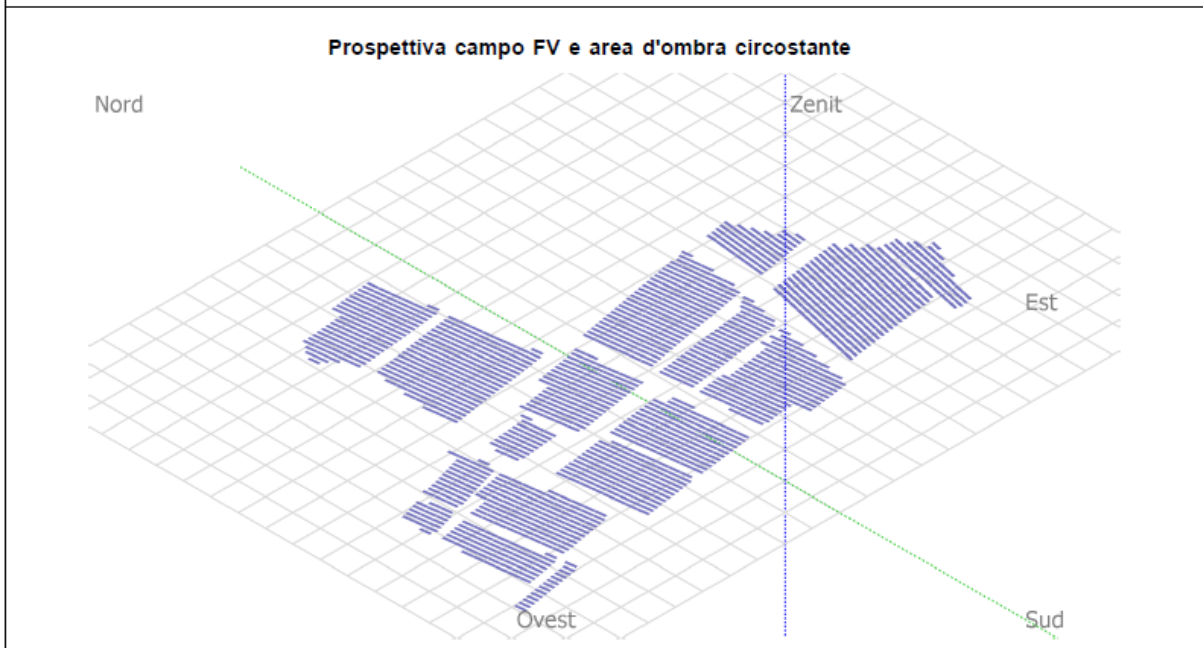 Prospettiva campo FV e area d'ombra circostante
Nord
Zenit
Est
Ovest
Sud